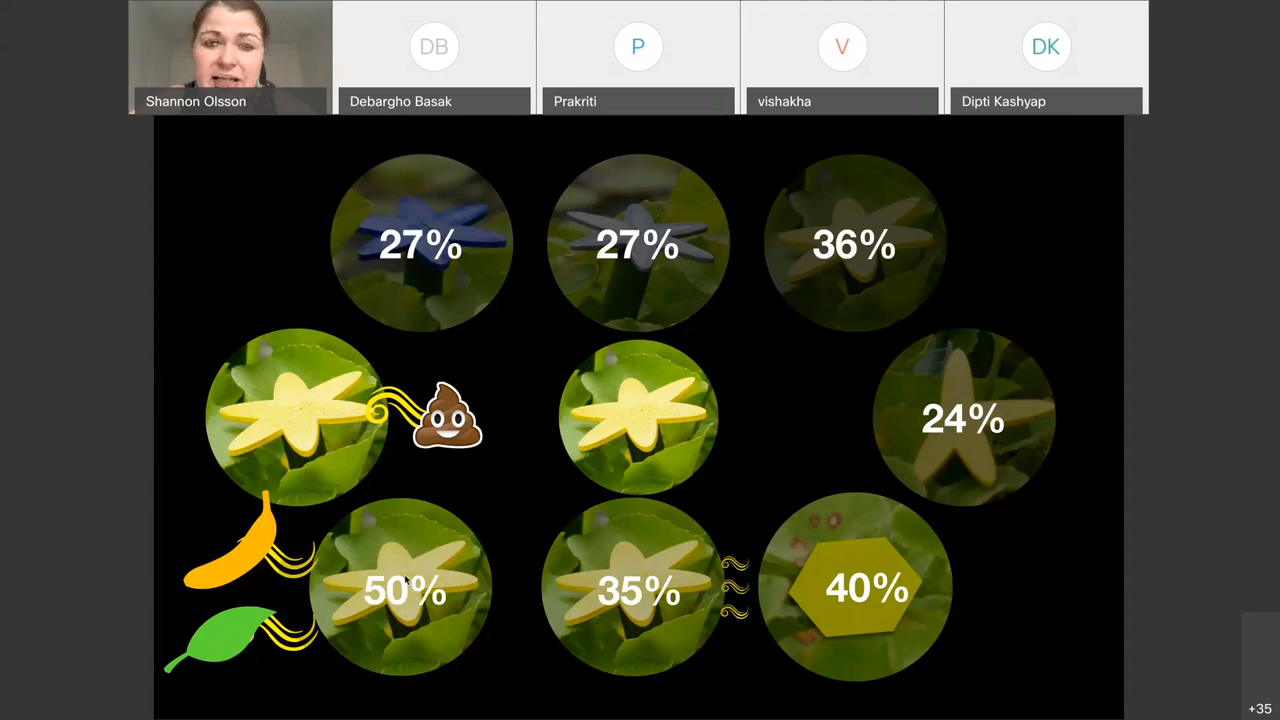 DB
P
V
DK
Shannon Olsson
Debargho Basak
Prakriti
vishakha
Dipti Kashyap
27%
27%
36%
24%
50%
35%
40%
+35